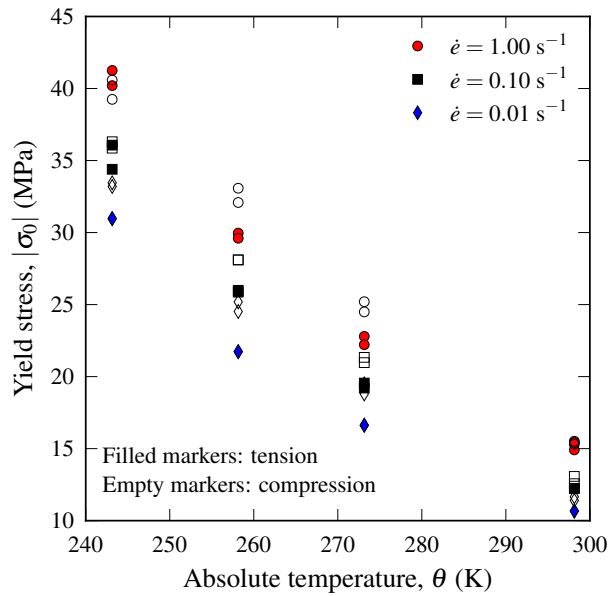 45
40
35
30
25
20
15
10
240
250
260
270
280
290
300
Yield stress, |σ₀| (MPa)
Absolute temperature, θ (K)
ė = 1.00 s⁻¹
ė = 0.10 s⁻¹
ė = 0.01 s⁻¹
Filled markers: tension
Empty markers: compression